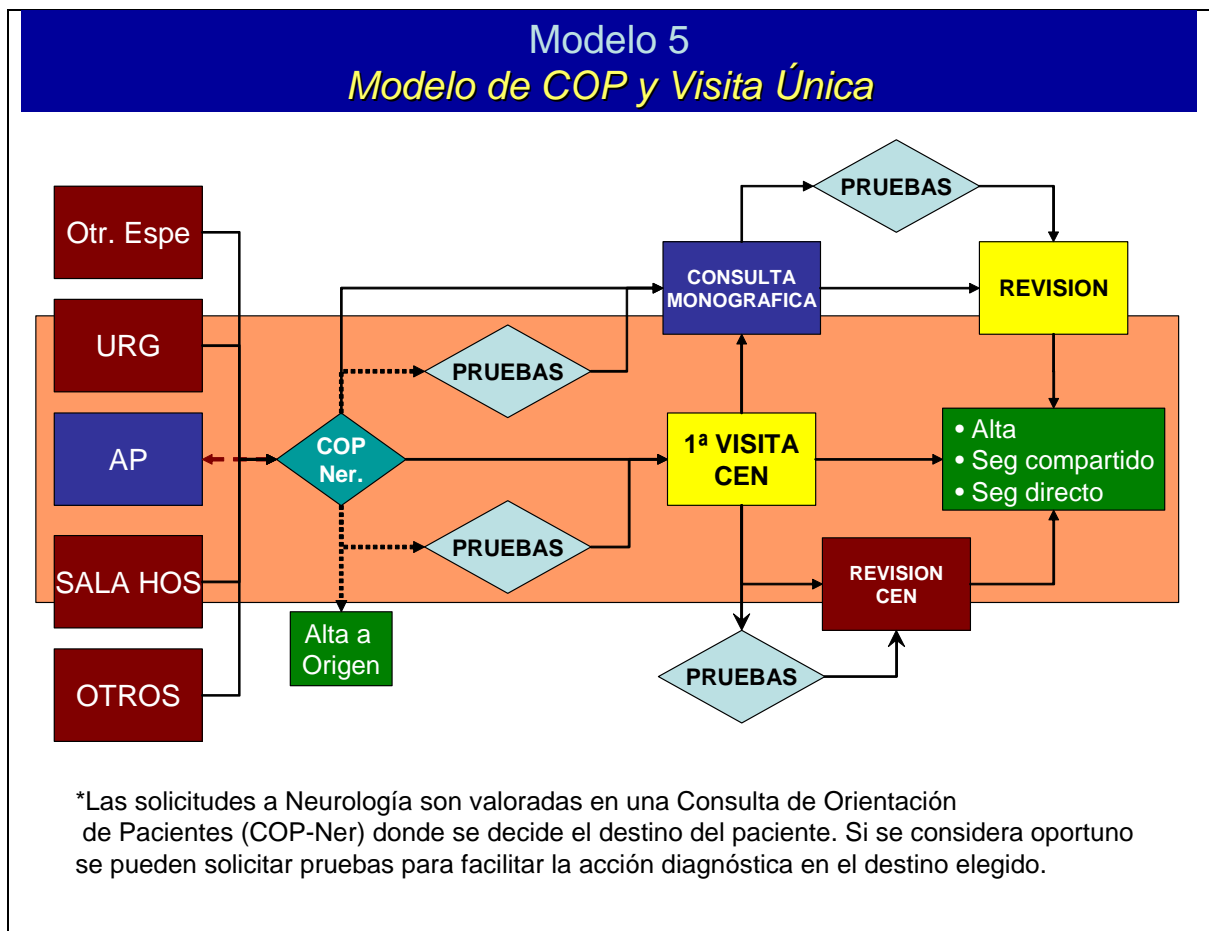 Modelo 5
Modelo de COP y Visita Única
Otr. Espe
URG
AP
SALA HOS
OTROS
COP
Ner.
Alta a
Origen
PRUEBAS
PRUEBAS
CONSULTA
MONOGRAFICA
1ª VISITA
CEN
PRUEBAS
PRUEBAS
REVISION
REVISION
CEN
• Alta
• Seg compartido
• Seg directo
*Las solicitudes a Neurología son valoradas en una Consulta de Orientación
de Pacientes (COP-Ner) donde se decide el destino del paciente. Si se considera oportuno
se pueden solicitar pruebas para facilitar la acción diagnóstica en el destino elegido.